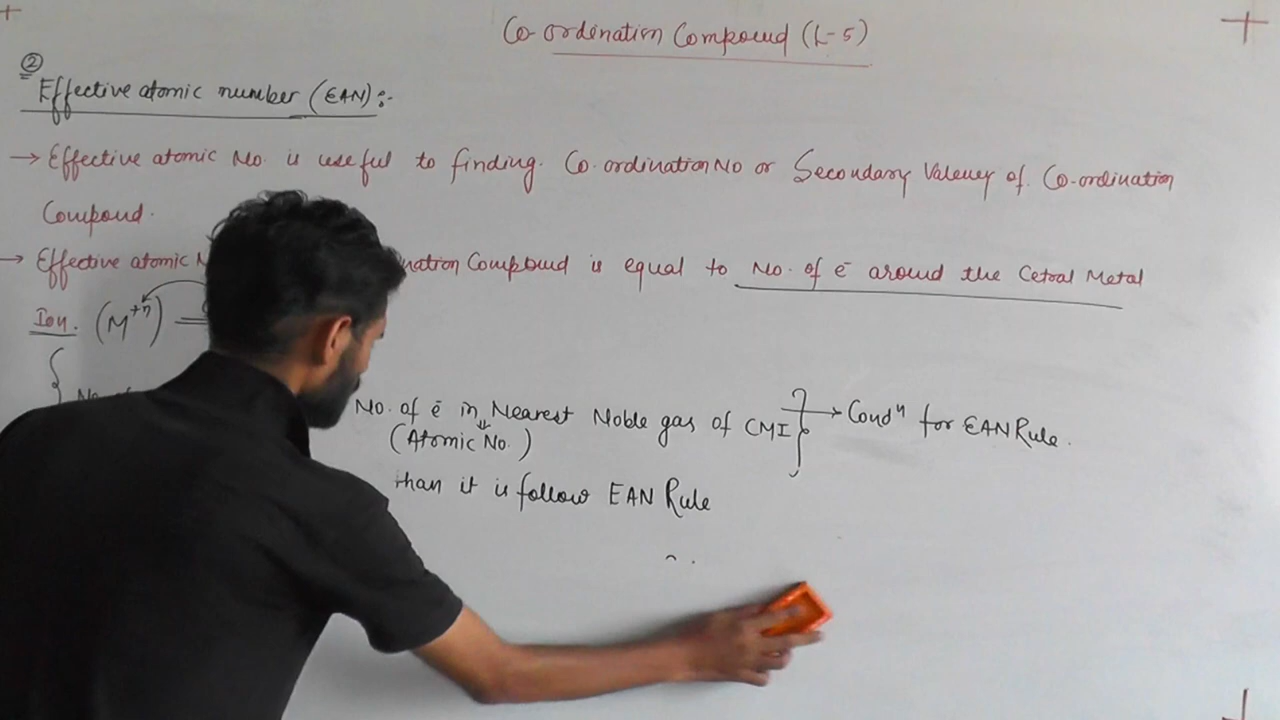 Co-ordination Compound (L-5)
②
Effective atomic number (EAN):-
→ Effective atomic No. is useful to finding. Co-ordination No or Secondary Valency of. Co-ordination
Compound.
→ Effective atomic nation Compound is equal to No. of e⁻ around the Cetral Metal
Ion. (M⁺ⁿ)
No. of e⁻ in Nearest Noble gas of CMI → Condⁿ for EAN Rule.
(Atomic No.)
than it is follow EAN Rule